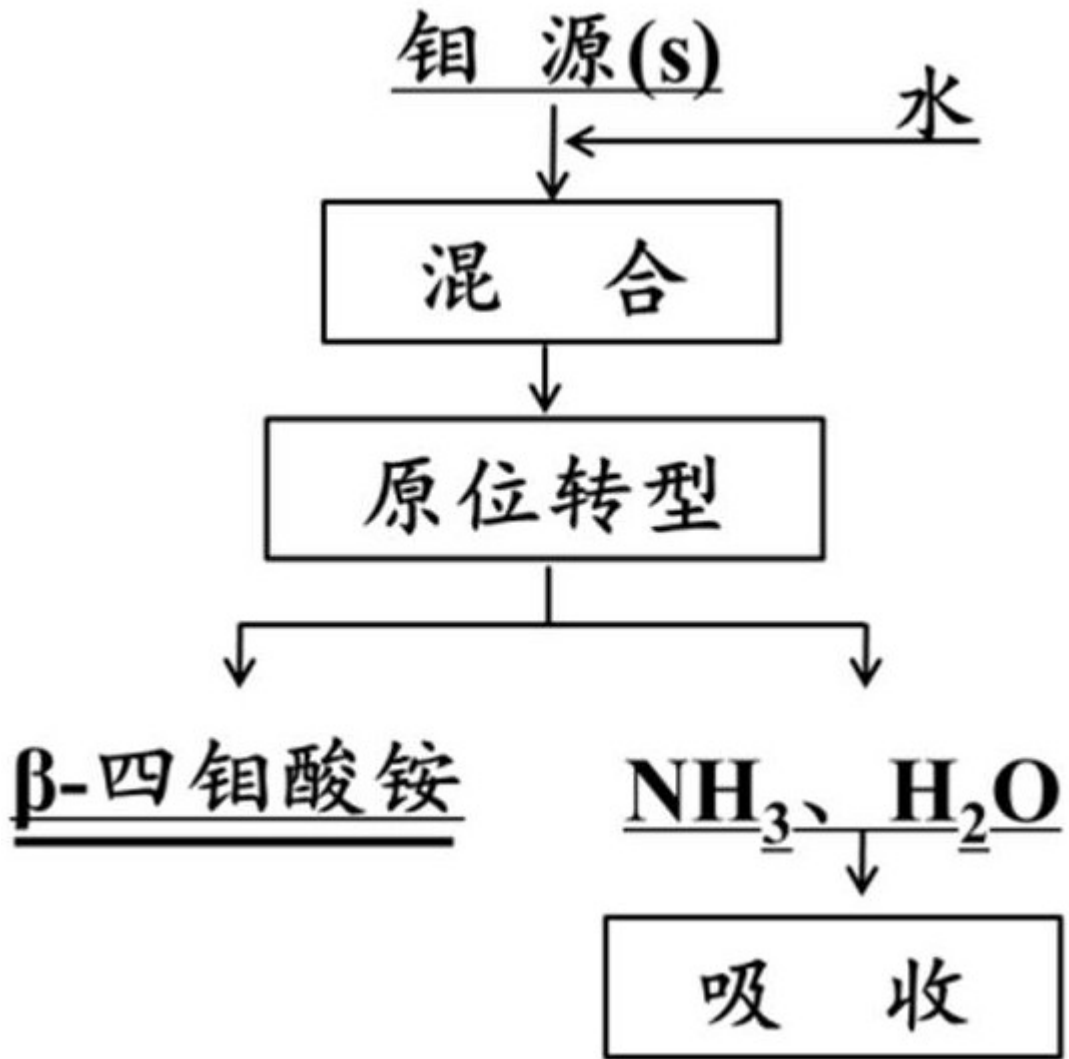 钼 源(s)
水
混 合
原位转型
β-四钼酸铵
NH₃、H₂O
吸 收